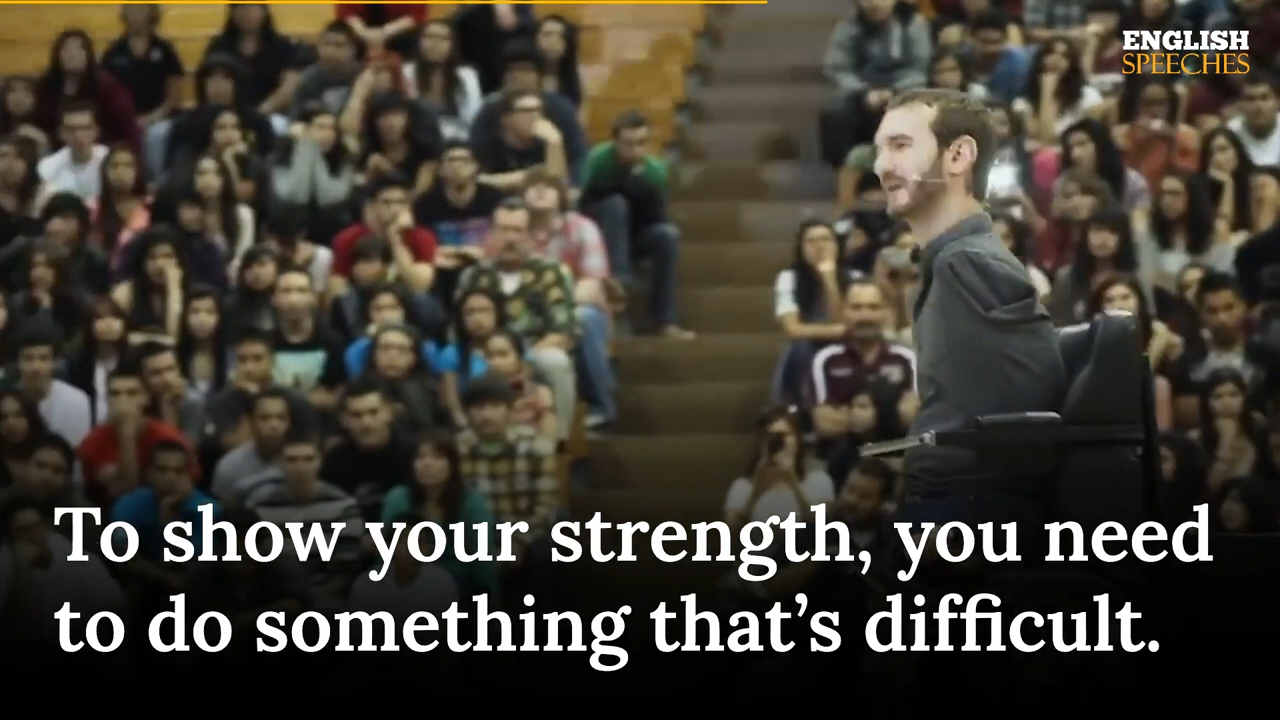 ENGLISH
SPEECHES
To show your strength, you need
to do something that’s difficult.